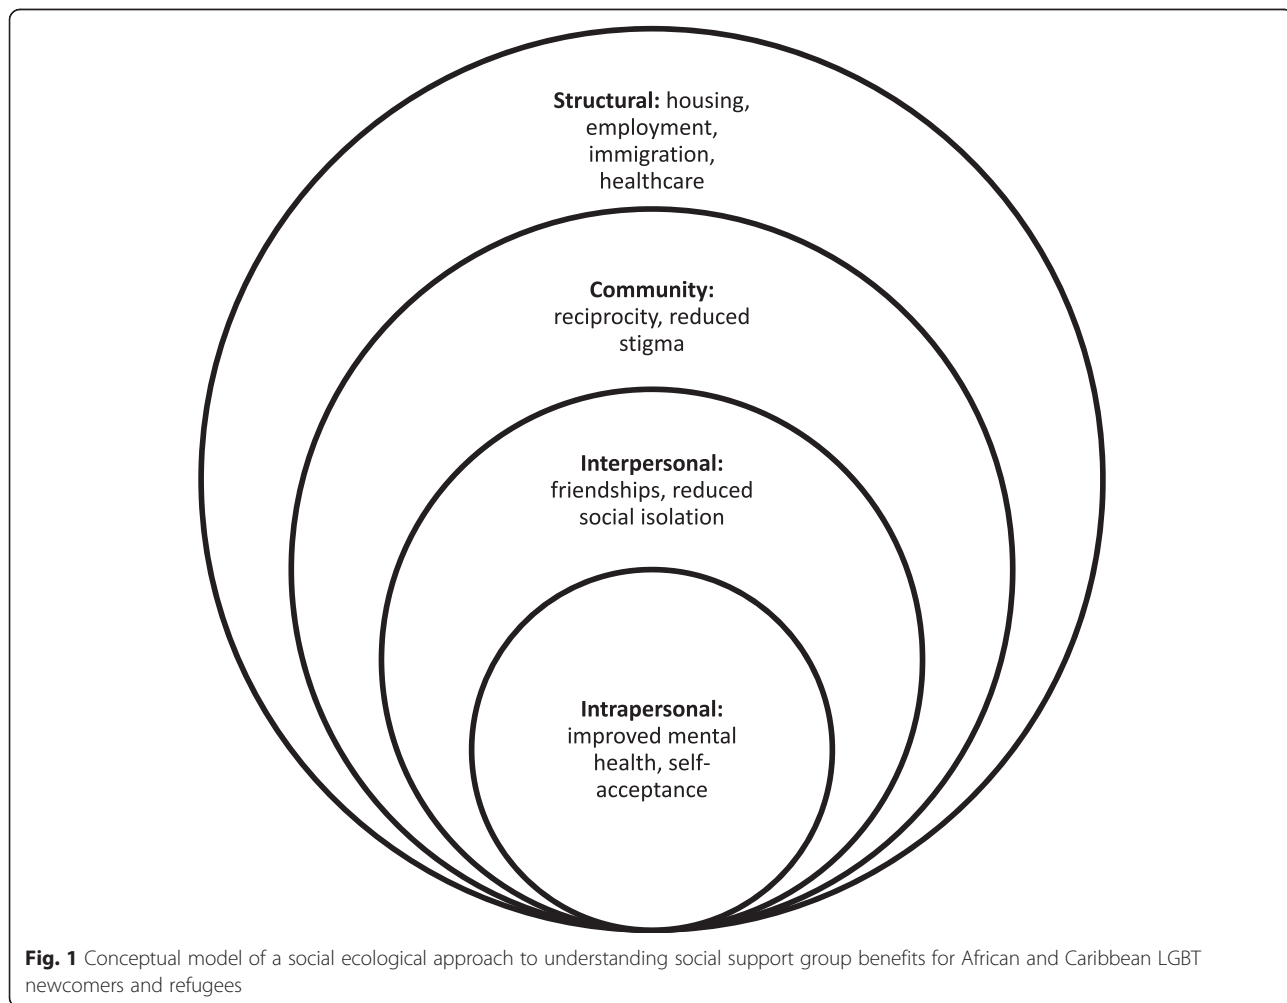 Structural: housing,
employment,
immigration,
healthcare
Community:
reciprocity, reduced
stigma
Interpersonal:
friendships, reduced
social isolation
Intrapersonal:
improved mental
health, self-
acceptance
Fig. 1 Conceptual model of a social ecological approach to understanding social support group benefits for African and Caribbean LGBT
newcomers and refugees